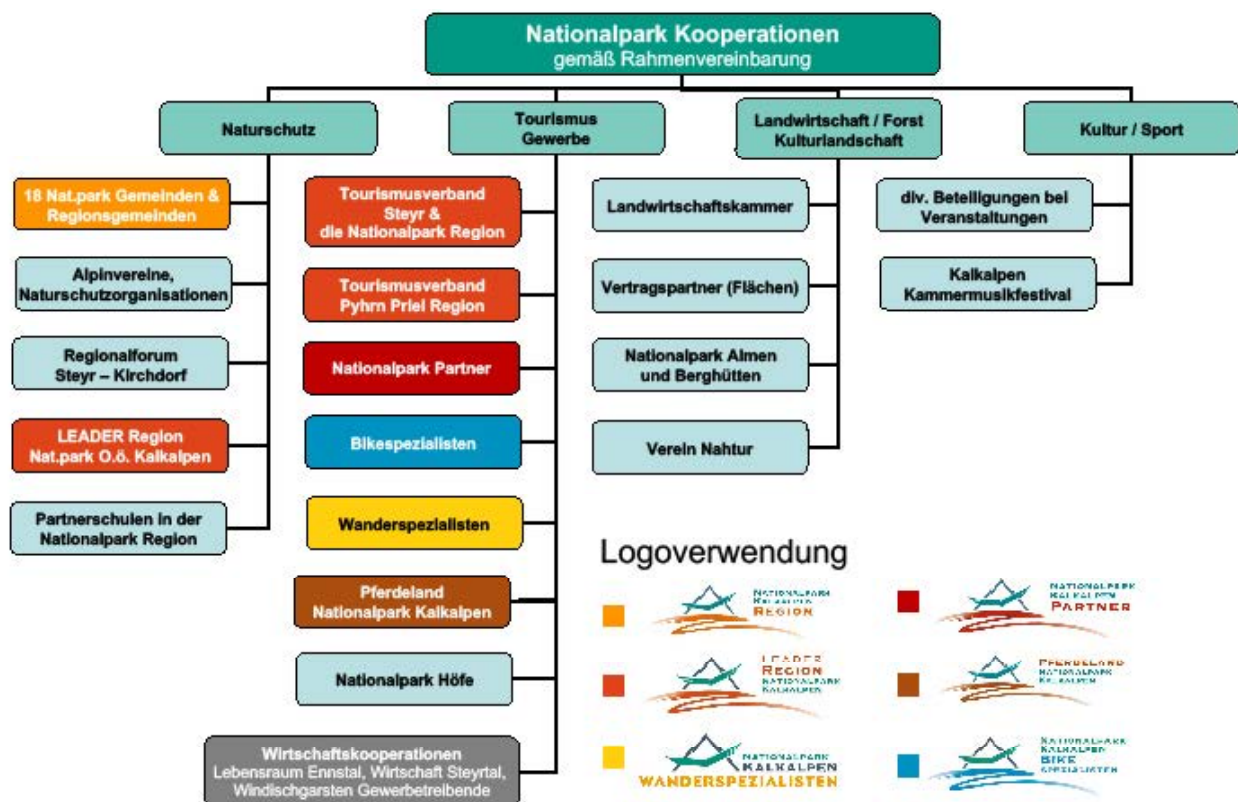 Nationalpark Kooperationen
gemäß Rahmenvereinbarung
Naturschutz
Tourismus
Gewerbe
Landwirtschaft / Forst
Kulturlandschaft
Kultur / Sport
18 Nat.park Gemeinden &
Regionsgemeinden
Alpinvereine,
Naturschutzorganisationen
Regionalforum
Steyr – Kirchdorf
LEADER Region
Nat.park O.ö. Kalkalpen
Partnerschulen in der
Nationalpark Region
Tourismusverband
Steyr &
die Nationalpark Region
Tourismusverband
Pyhrn Priel Region
Nationalpark Partner
Bikespezialisten
Wanderspezialisten
Pferdeland
Nationalpark Kalkalpen
Nationalpark Höfe
Wirtschaftskooperationen
Lebensraum Ennstal, Wirtschaft Steyrtal,
Windischgarsten Gewerbetreibende
Landwirtschaftskammer
Vertragspartner (Flächen)
Nationalpark Almen
und Berghütten
Verein Nahtur
div. Beteiligungen bei
Veranstaltungen
Kalkalpen
Kammermusikfestival
Logoverwendung
NATIONALPARK
KALKALPEN
REGION
LEADER
REGION
NATIONALPARK
KALKALPEN
NATIONALPARK
KALKALPEN
WANDERSPEZIALISTEN
NATIONALPARK
KALKALPEN
PARTNER
PFERDELAND
NATIONALPARK
KALKALPEN
NATIONALPARK
KALKALPEN
BIKE
SPEZIALISTEN